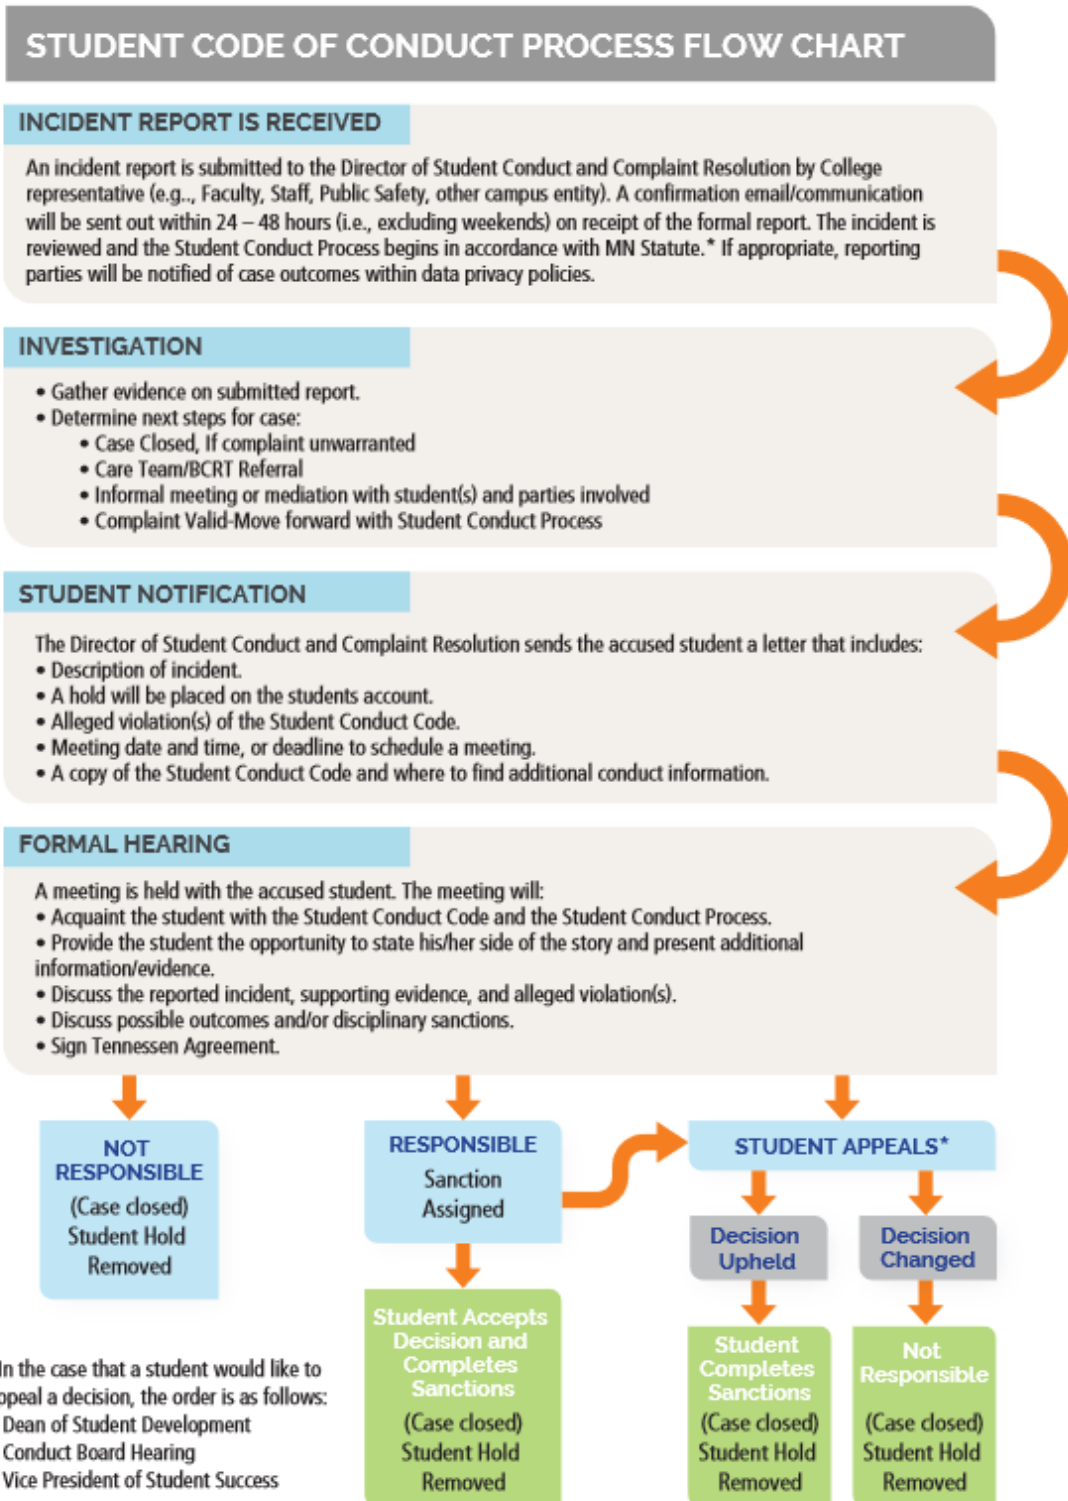 STUDENT CODE OF CONDUCT PROCESS FLOW CHART
INCIDENT REPORT IS RECEIVED
An incident report is submitted to the Director of Student Conduct and Complaint Resolution by College
representative (e.g.., Faculty, Staff, Public Safety, other campus entity). A confirmation email/communication
will be sent out within 24 – 48 hours (i.e., excluding weekends) on receipt of the formal report. The incident is
reviewed and the Student Conduct Process begins in accordance with MN Statute.* If appropriate, reporting
parties will be notified of case outcomes within data privacy policies.
INVESTIGATION
• Gather evidence on submitted report.
• Determine next steps for case:
• Case Closed, If complaint unwarranted
• Care Team/BCRT Referral
• Informal meeting or mediation with student(s) and parties involved
• Complaint Valid-Move forward with Student Conduct Process
STUDENT NOTIFICATION
The Director of Student Conduct and Complaint Resolution sends the accused student a letter that includes:
• Description of incident.
• A hold will be placed on the students account.
• Alleged violation(s) of the Student Conduct Code.
• Meeting date and time, or deadline to schedule a meeting.
• A copy of the Student Conduct Code and where to find additional conduct information.
FORMAL HEARING
A meeting is held with the accused student. The meeting will:
• Acquaint the student with the Student Conduct Code and the Student Conduct Process.
• Provide the student the opportunity to state his/her side of the story and present additional
information/evidence.
• Discuss the reported incident, supporting evidence, and alleged violation(s).
• Discuss possible outcomes and/or disciplinary sanctions.
• Sign Tennessen Agreement.
NOT
RESPONSIBLE
(Case closed)
Student Hold
Removed
RESPONSIBLE
Sanction
Assigned
Student Accepts
Decision and
Completes
Sanctions
(Case closed)
Student Hold
Removed
STUDENT APPEALS*
Decision
Upheld
Student
Completes
Sanctions
(Case closed)
Student Hold
Removed
Decision
Changed
Not
Responsible
(Case closed)
Student Hold
Removed
In the case that a student would like to
ppeal a decision, the order is as follows:
Dean of Student Development
Conduct Board Hearing
Vice President of Student Success